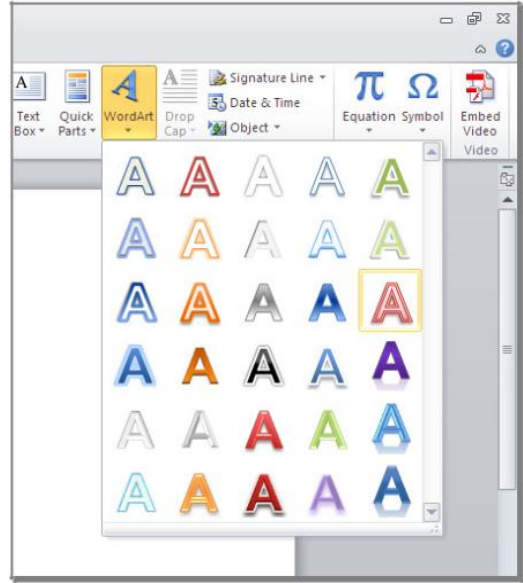 A A A Signature Line
Date & Time
Object
π Ω
Text Box
Quick Parts
WordArt
Drop Cap
Equation
Symbol
Embed Video
Video
A A A A A
A A A A A
A A A A A
A A A A A
A A A A A
A A A A A